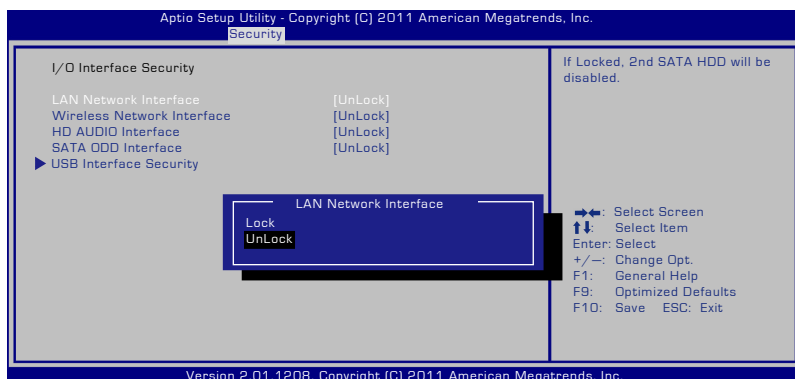 Aptio Setup Utility - Copyright (C) 2011 American Megatrends, Inc.
Security
I/O Interface Security
LAN Network Interface [UnLock]
Wireless Network Interface [UnLock]
HD AUDIO Interface [UnLock]
SATA ODD Interface [UnLock]
USB Interface Security
LAN Network Interface
Lock
UnLock
If Locked, 2nd SATA HDD will be
disabled.
→←: Select Screen
↑↓: Select Item
Enter: Select
+/—: Change Opt.
F1: General Help
F9: Optimized Defaults
F10: Save ESC: Exit
Version 2.01.1208. Copyright (C) 2011 American Megatrends, Inc.